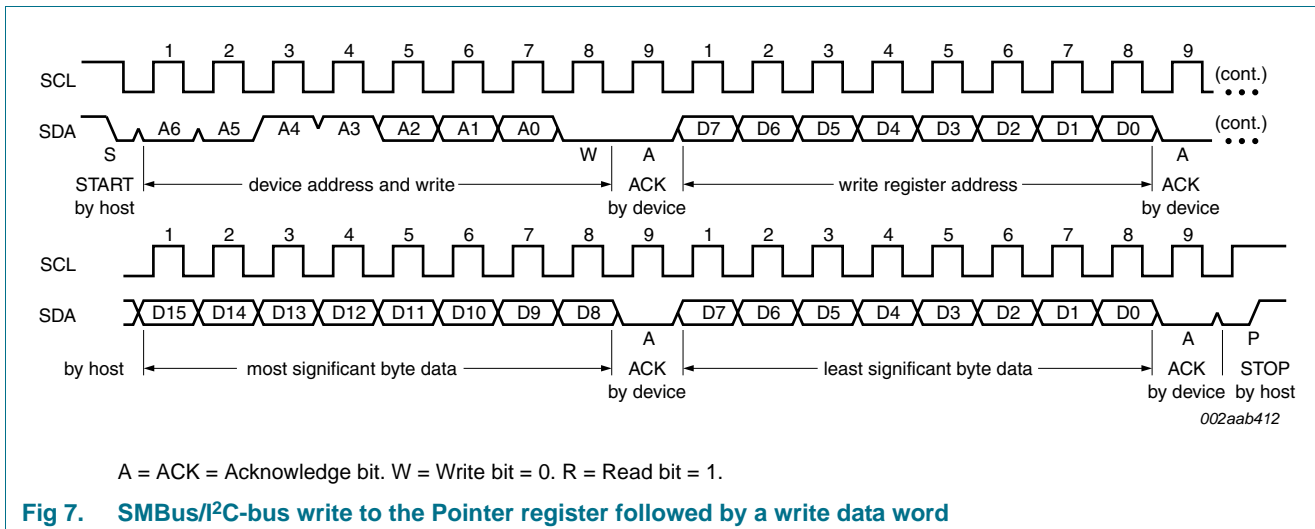 1 2 3 4 5 6 7 8 9 1 2 3 4 5 6 7 8 9
SCL (cont.)
SDA A6 A5 A4 A3 A2 A1 A0 D7 D6 D5 D4 D3 D2 D1 D0 (cont.)
S W A A
START device address and write ACK write register address ACK
by host by device by device
1 2 3 4 5 6 7 8 9 1 2 3 4 5 6 7 8 9
SCL
SDA D15 D14 D13 D12 D11 D10 D9 D8 D7 D6 D5 D4 D3 D2 D1 D0
A A P
by host most significant byte data ACK least significant byte data ACK STOP
by device by device by host
002aab412
A = ACK = Acknowledge bit. W = Write bit = 0. R = Read bit = 1.
Fig 7. SMBus/I²C-bus write to the Pointer register followed by a write data word